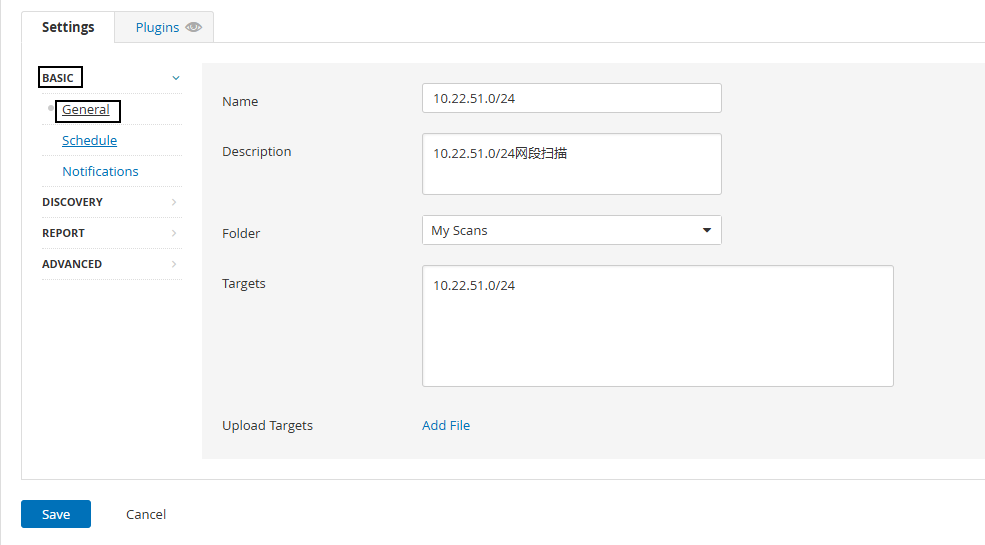 Settings
Plugins
BASIC
General
Schedule
Notifications
DISCOVERY
REPORT
ADVANCED
Name
10.22.51.0/24
Description
10.22.51.0/24网段扫描
Folder
My Scans
Targets
10.22.51.0/24
Upload Targets
Add File
Save
Cancel